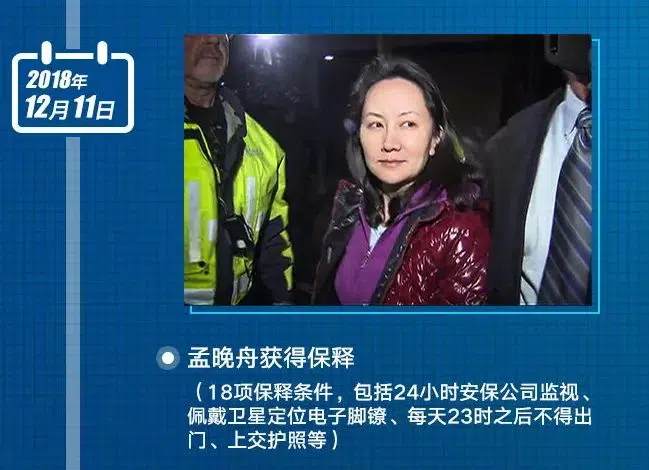 2018年
12月11日
孟晚舟获得保释
（18项保释条件，包括24小时安保公司监视、
佩戴卫星定位电子脚镣、每天23时之后不得出
门、上交护照等）